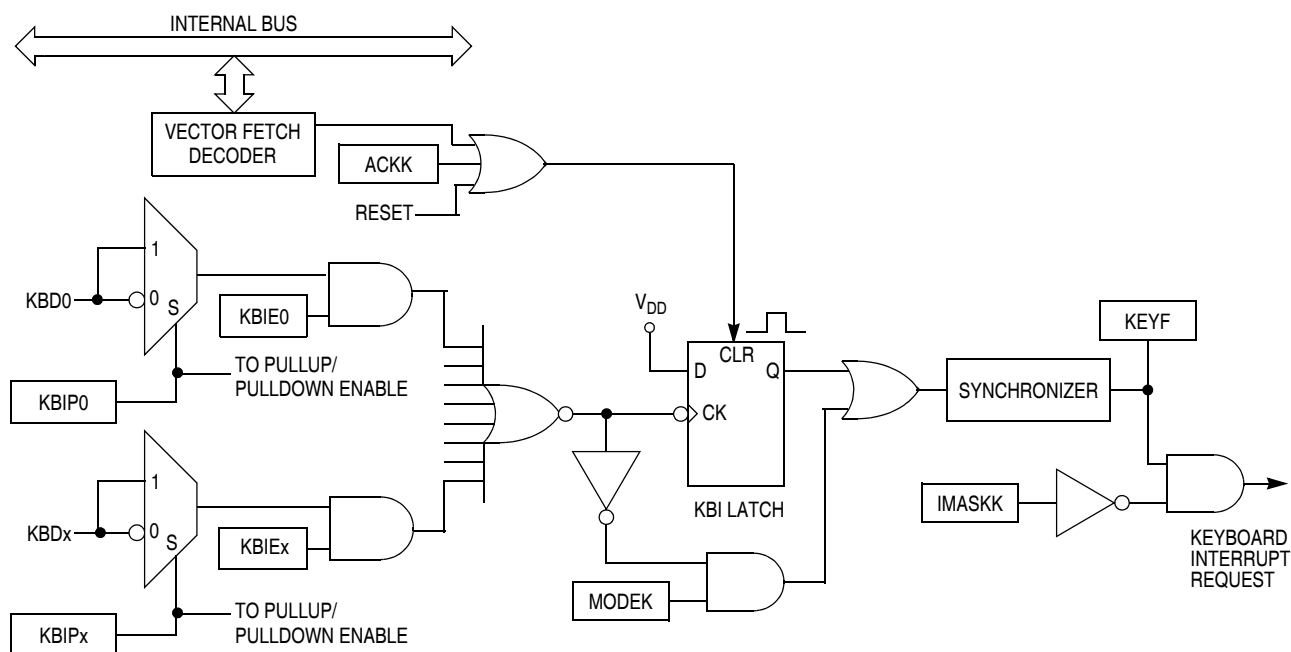 INTERNAL BUS
VECTOR FETCH
DECODER
ACKK
RESET
1
KBD0
0
S
KBIE0
TO PULLUP/
PULLDOWN ENABLE
KBIP0
VDD
CLR
D
Q
CK
KBI LATCH
KEYF
SYNCHRONIZER
1
KBDx
0
S
KBIEx
TO PULLUP/
PULLDOWN ENABLE
KBIPx
MODEK
IMASKK
KEYBOARD
INTERRUPT
REQUEST